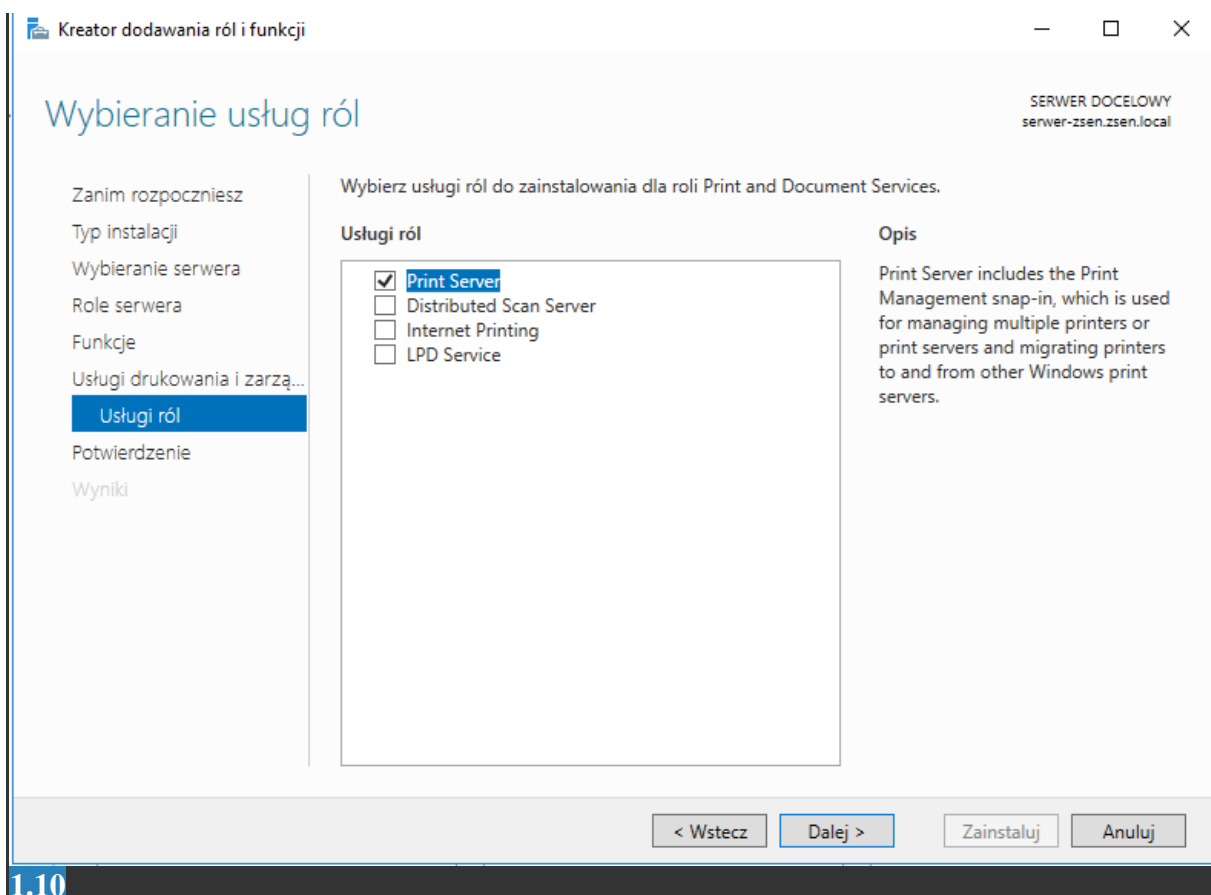 Kreator dodawania ról i funkcji
Wybieranie usług ról
SERWER DOCELOWY
serwer-zsen.zsen.local
Zanim rozpoczniesz
Typ instalacji
Wybieranie serwera
Role serwera
Funkcje
Usługi drukowania i zarzą...
Usługi ról
Potwierdzenie
Wyniki
Wybierz usługi ról do zainstalowania dla roli Print and Document Services.
Usługi ról
Print Server
Distributed Scan Server
Internet Printing
LPD Service
Opis
Print Server includes the Print
Management snap-in, which is used
for managing multiple printers or
print servers and migrating printers
to and from other Windows print
servers.
< Wstecz
Dalej >
Zainstaluj
Anuluj
1.10